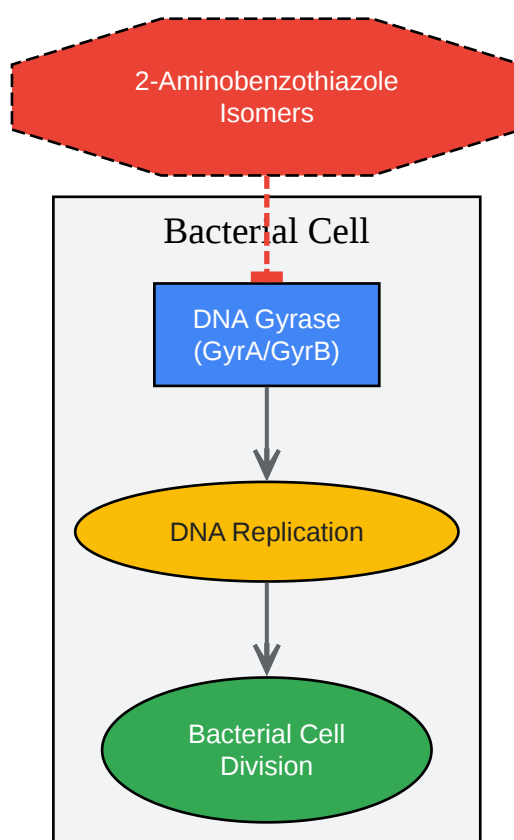 2-Aminobenzothiazole
Isomers
Bacterial Cell
DNA Gyrase
(GyrA/GyrB)
DNA Replication
Bacterial Cell
Division